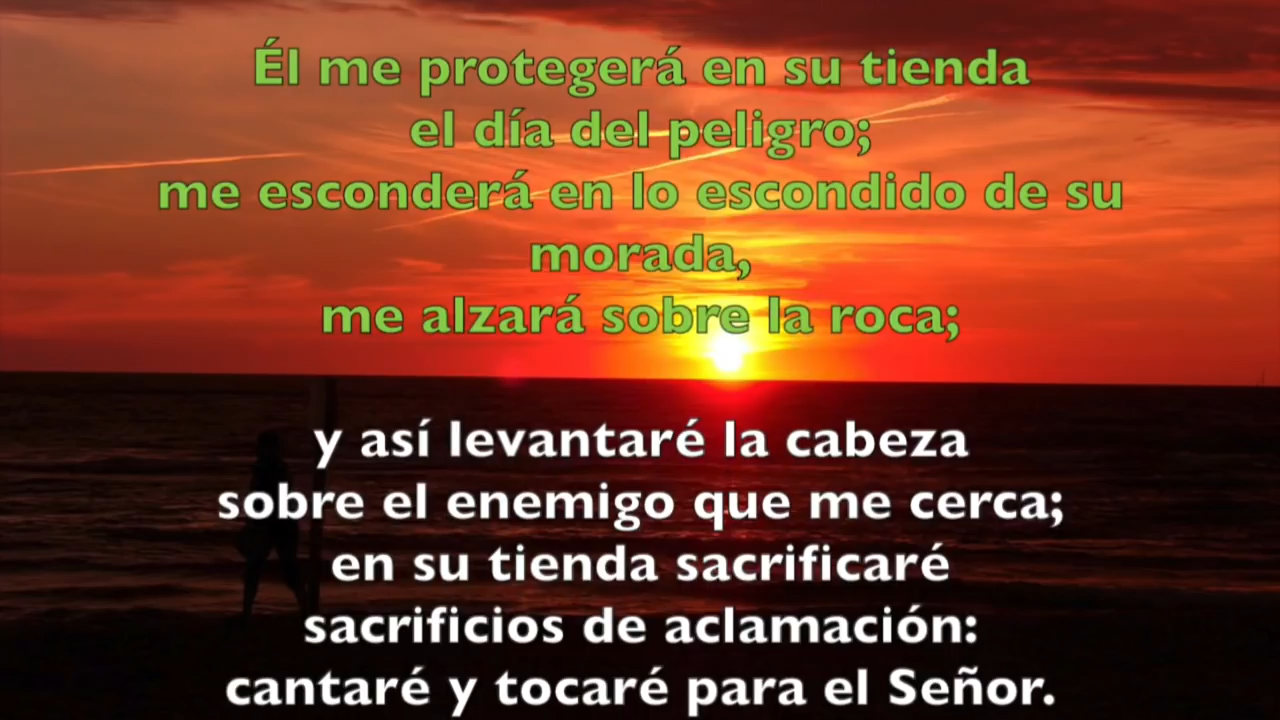 Él me protegerá en su tienda
el día del peligro;
me esconderá en lo escondido de su
morada,
me alzará sobre la roca;
y así levantaré la cabeza
sobre el enemigo que me cerca;
en su tienda sacrificaré
sacrificios de aclamación:
cantaré y tocaré para el Señor.